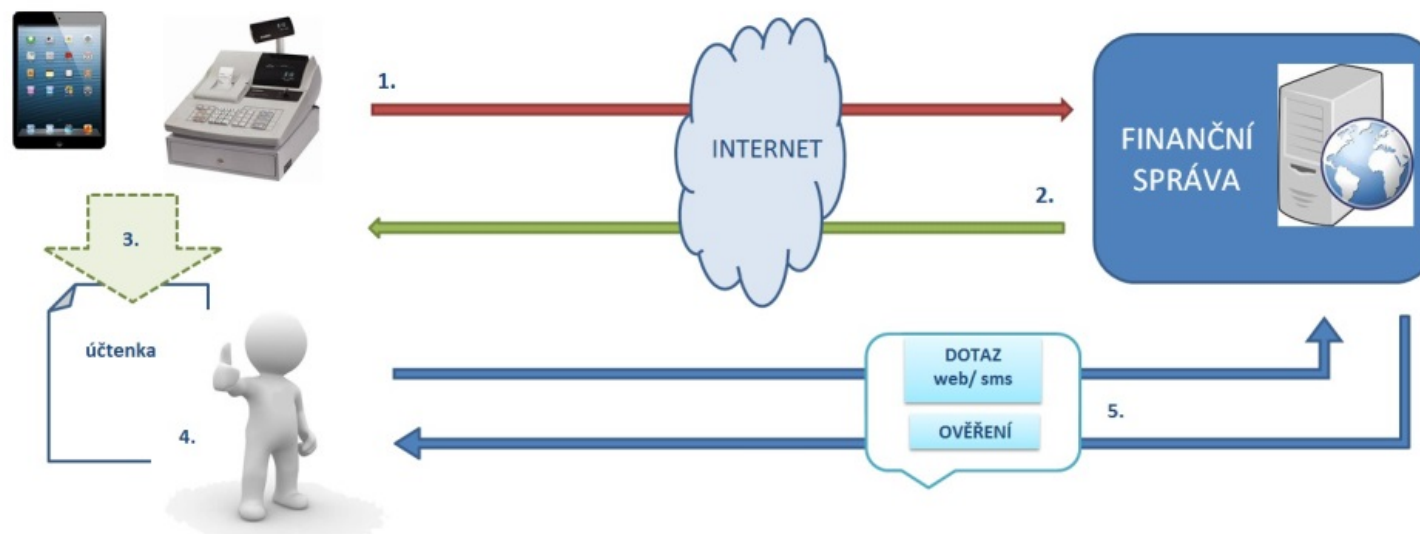 1.
INTERNET
FINANČNÍ
SPRÁVA
2.
3.
účtenka
DOTAZ
web/ sms
5.
4.
OVĚŘENÍ